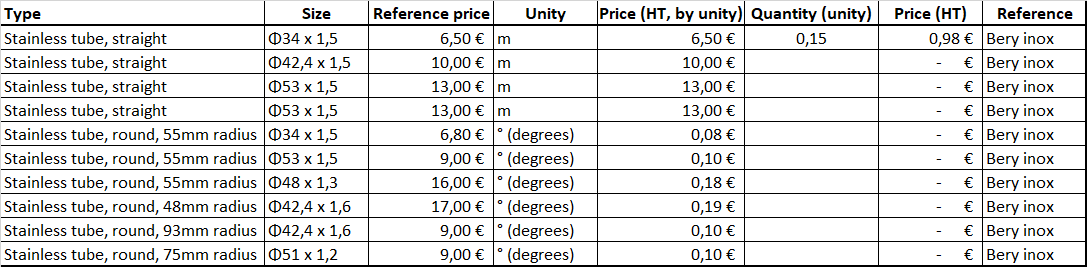 Type Size Reference price Unity Price (HT, by unity) Quantity (unity) Price (HT) Reference
Stainless tube, straight Φ34 x 1,5 6,50 € m 6,50 € 0,15 0,98 € Bery inox
Stainless tube, straight Φ42,4 x 1,5 10,00 € m 10,00 € - € Bery inox
Stainless tube, straight Φ53 x 1,5 13,00 € m 13,00 € - € Bery inox
Stainless tube, straight Φ53 x 1,5 13,00 € m 13,00 € - € Bery inox
Stainless tube, round, 55mm radius Φ34 x 1,5 6,80 € ° (degrees) 0,08 € - € Bery inox
Stainless tube, round, 55mm radius Φ53 x 1,5 9,00 € ° (degrees) 0,10 € - € Bery inox
Stainless tube, round, 55mm radius Φ48 x 1,3 16,00 € ° (degrees) 0,18 € - € Bery inox
Stainless tube, round, 48mm radius Φ42,4 x 1,6 17,00 € ° (degrees) 0,19 € - € Bery inox
Stainless tube, round, 93mm radius Φ42,4 x 1,6 9,00 € ° (degrees) 0,10 € - € Bery inox
Stainless tube, round, 75mm radius Φ51 x 1,2 9,00 € ° (degrees) 0,10 € - € Bery inox